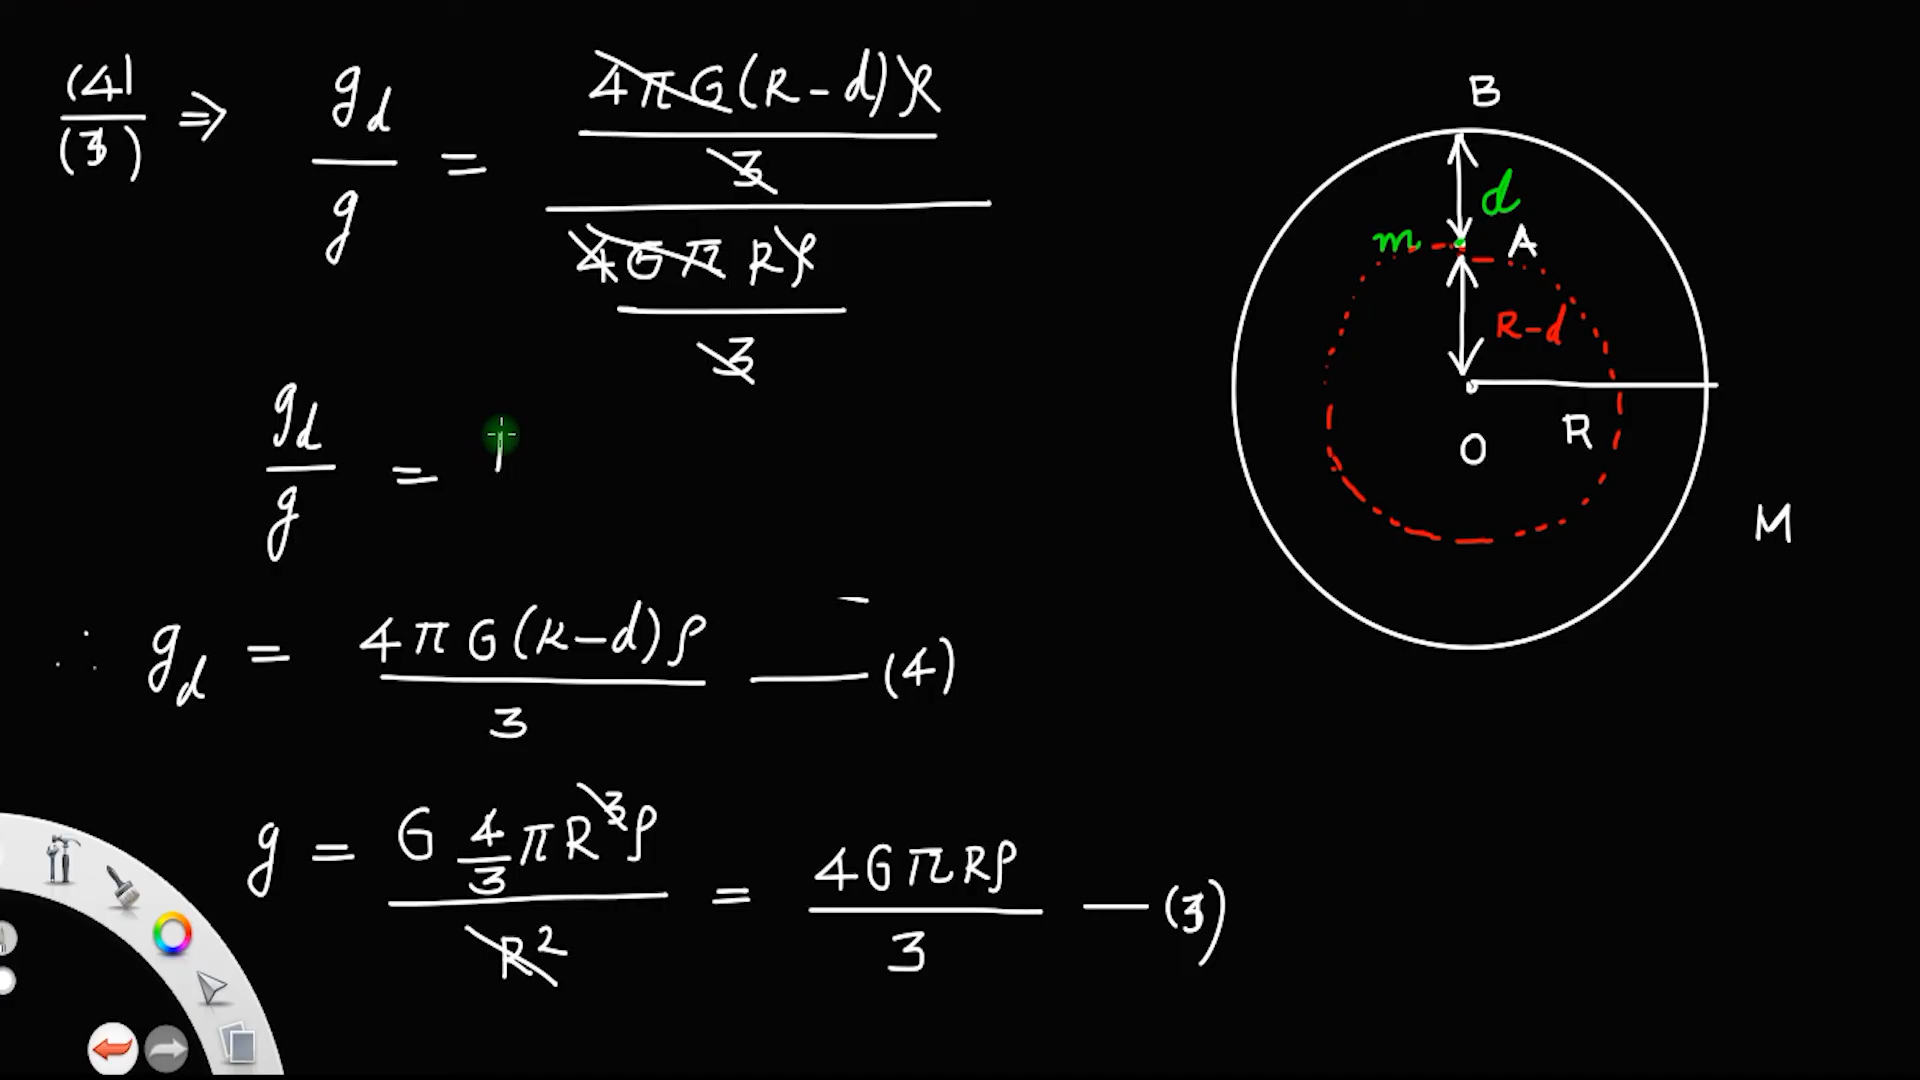 (4)/(3) ⇒ g_d/g = (4πG(R-d)ρ/3)/(4GπRρ/3)
g_d/g =
∴ g_d = 4πG(R-d)ρ/3 — (4)
g = G 4/3 πR³ρ/R² = 4GπRρ/3 — (3)
B
d
m A
R-d
R
O
M